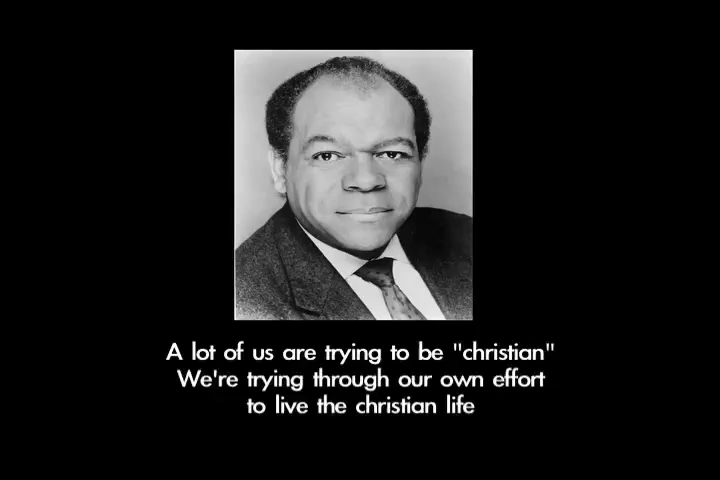 A lot of us are trying to be "christian"
We're trying through our own effort
to live the christian life